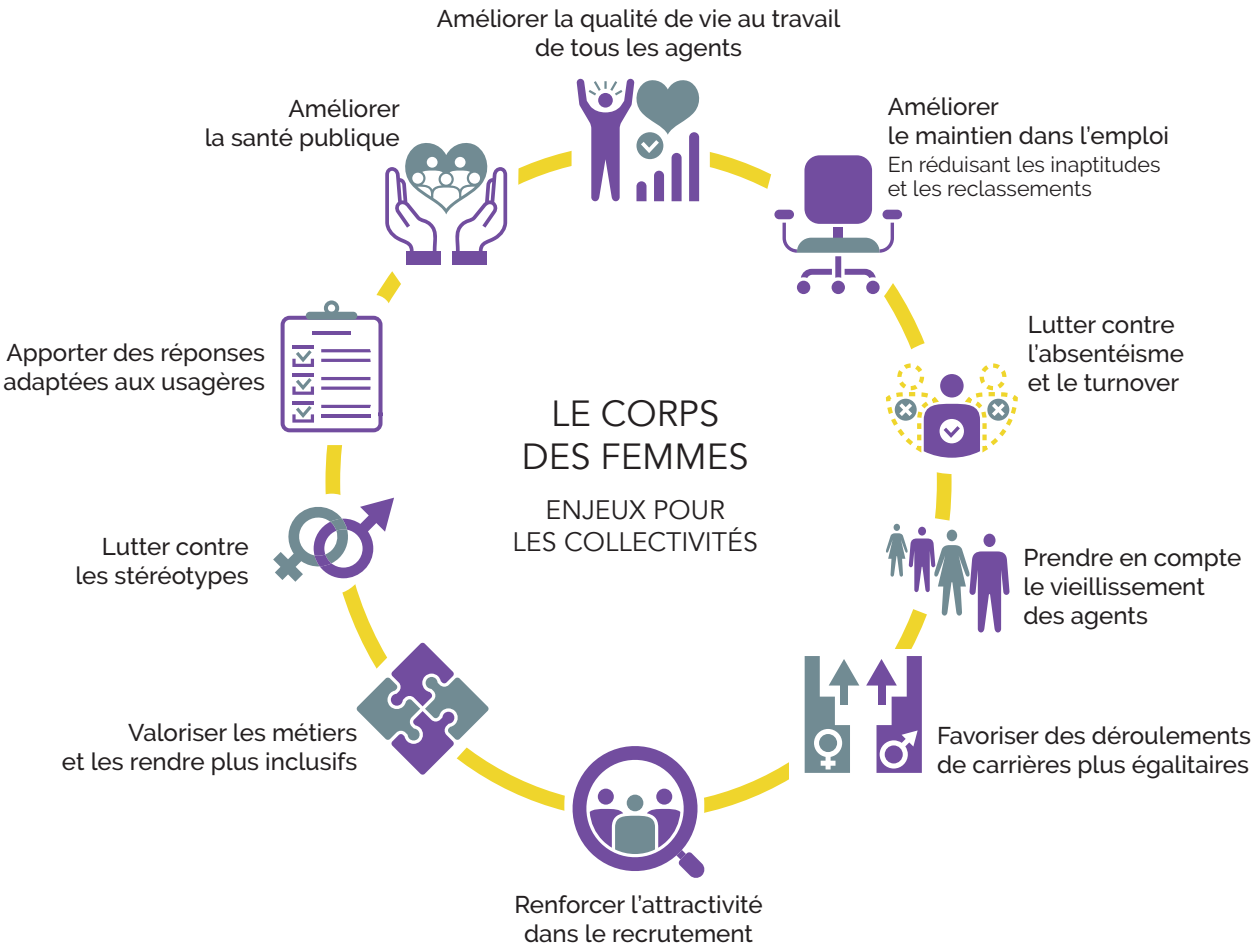 Améliorer la qualité de vie au travail
de tous les agents
Améliorer
le maintien dans l'emploi
En réduisant les inaptitudes
et les reclassements
Lutter contre
l'absentéisme
et le turnover
Prendre en compte
le vieillissement
des agents
Favoriser des déroulements
de carrières plus égalitaires
Renforcer l'attractivité
dans le recrutement
Valoriser les métiers
et les rendre plus inclusifs
Lutter contre
les stéréotypes
Apporter des réponses
adaptées aux usagères
Améliorer
la santé publique
LE CORPS
DES FEMMES
ENJEUX POUR
LES COLLECTIVITÉS